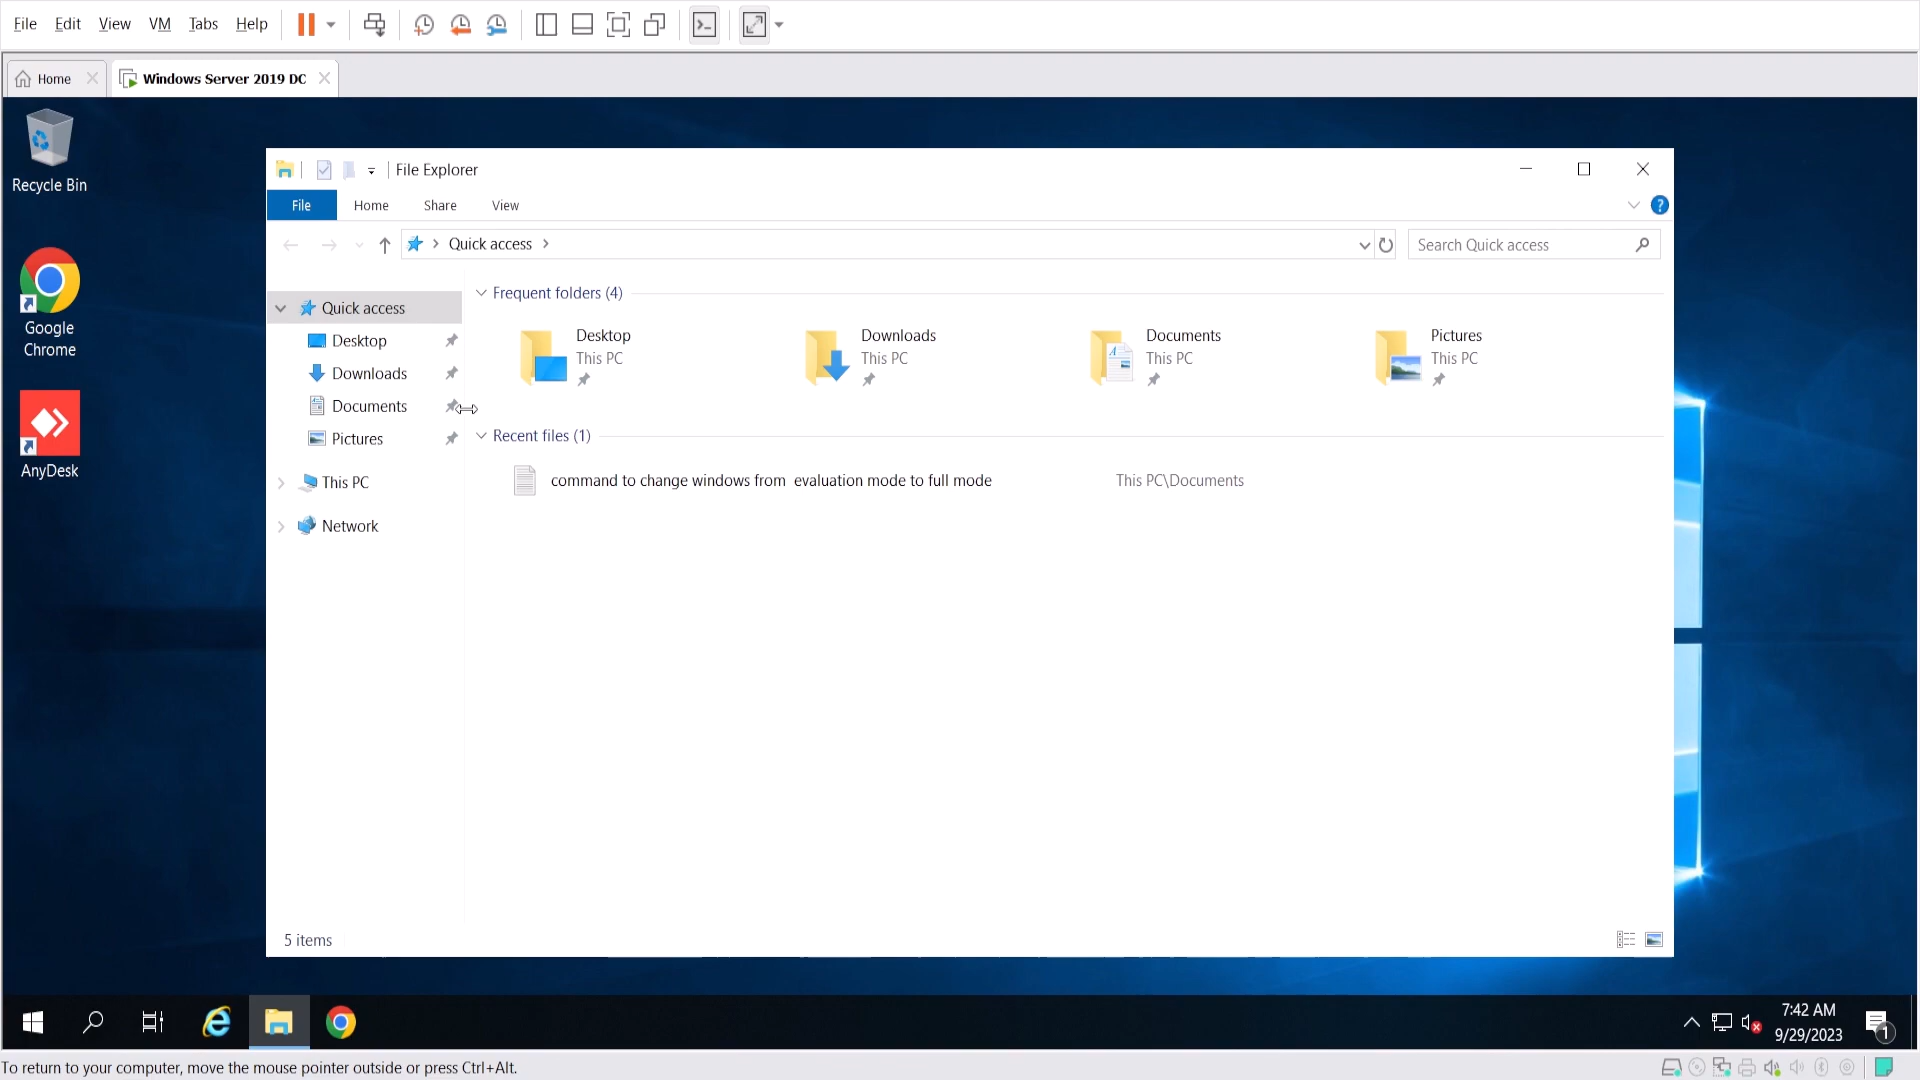 File Edit View VM Tabs Help
Home Windows Server 2019 DC
Recycle Bin
Google
Chrome
AnyDesk
File Explorer
File Home Share View
Quick access
Search Quick access
Quick access
Desktop
Downloads
Documents
Pictures
This PC
Network
Frequent folders (4)
Desktop
This PC
Downloads
This PC
Documents
This PC
Pictures
This PC
Recent files (1)
command to change windows from  evaluation mode to full mode This PC\Documents
5 items
7:42 AM
9/29/2023
1
To return to your computer, move the mouse pointer outside or press Ctrl+Alt.